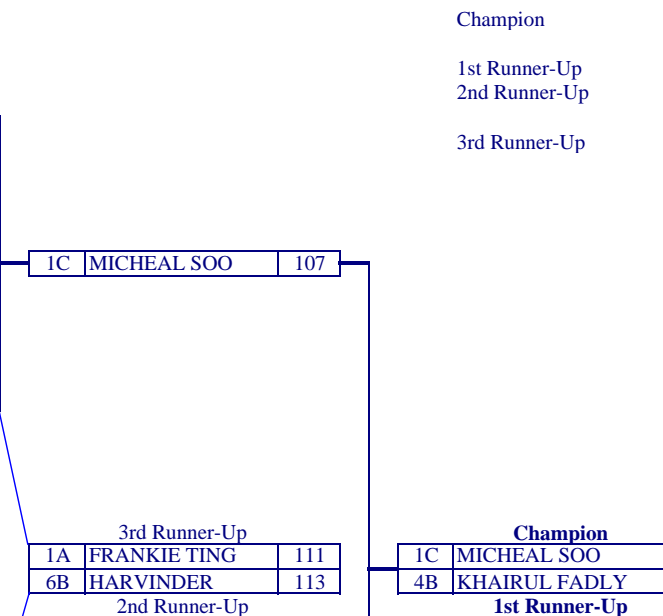 Champion
1st Runner-Up
2nd Runner-Up
3rd Runner-Up
1C MICHEAL SOO 107
3rd Runner-Up
1A FRANKIE TING 111
6B HARVINDER 113
2nd Runner-Up
Champion
1C MICHEAL SOO
4B KHAIRUL FADLY
1st Runner-Up